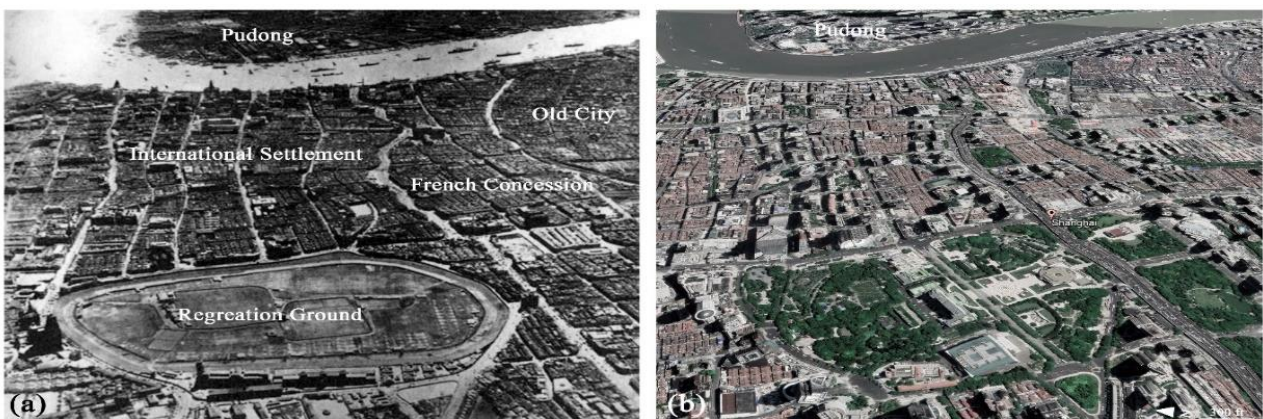 Pudong
Old City
International Settlement
French Concession
Regreation Ground
(a)
Pudong
Shanghai
(b)